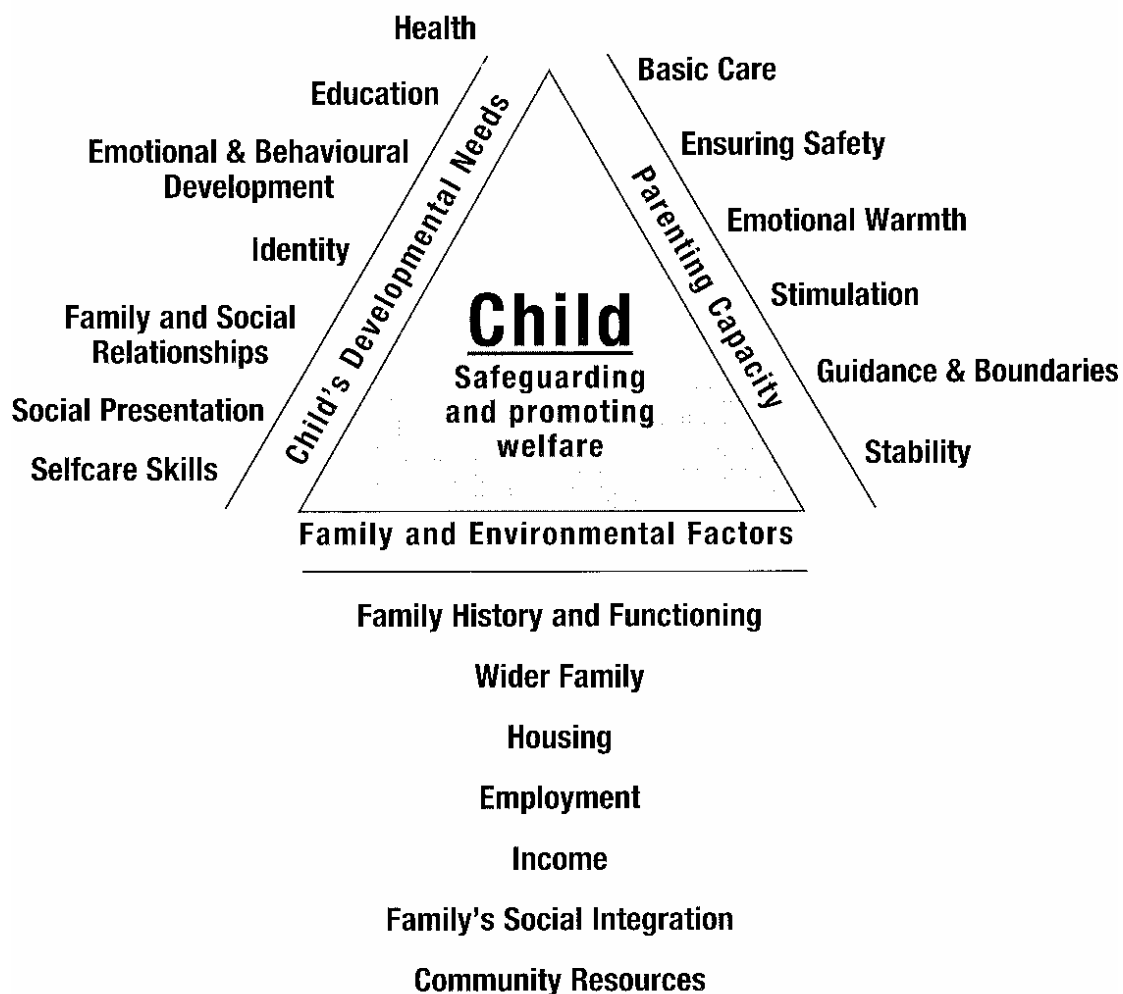 Health
Education
Emotional & Behavioural
Development
Identity
Family and Social
Relationships
Social Presentation
Selfcare Skills
Child's Developmental Needs
Basic Care
Ensuring Safety
Emotional Warmth
Stimulation
Guidance & Boundaries
Stability
Parenting Capacity
Child
Safeguarding
and promoting
welfare
Family and Environmental Factors
Family History and Functioning
Wider Family
Housing
Employment
Income
Family's Social Integration
Community Resources